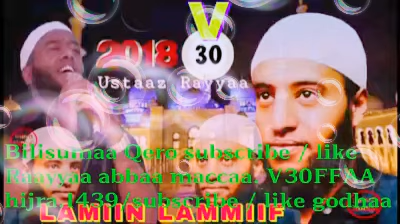 V
2018 30
Ustaaz Rayyaa
Bilisumaa Qero subscribe / like
Raayyaa abbaa maccaa. V30FFAA
hijra 1439/subscribe / like godhaa
LAMIIN LAMMIIF